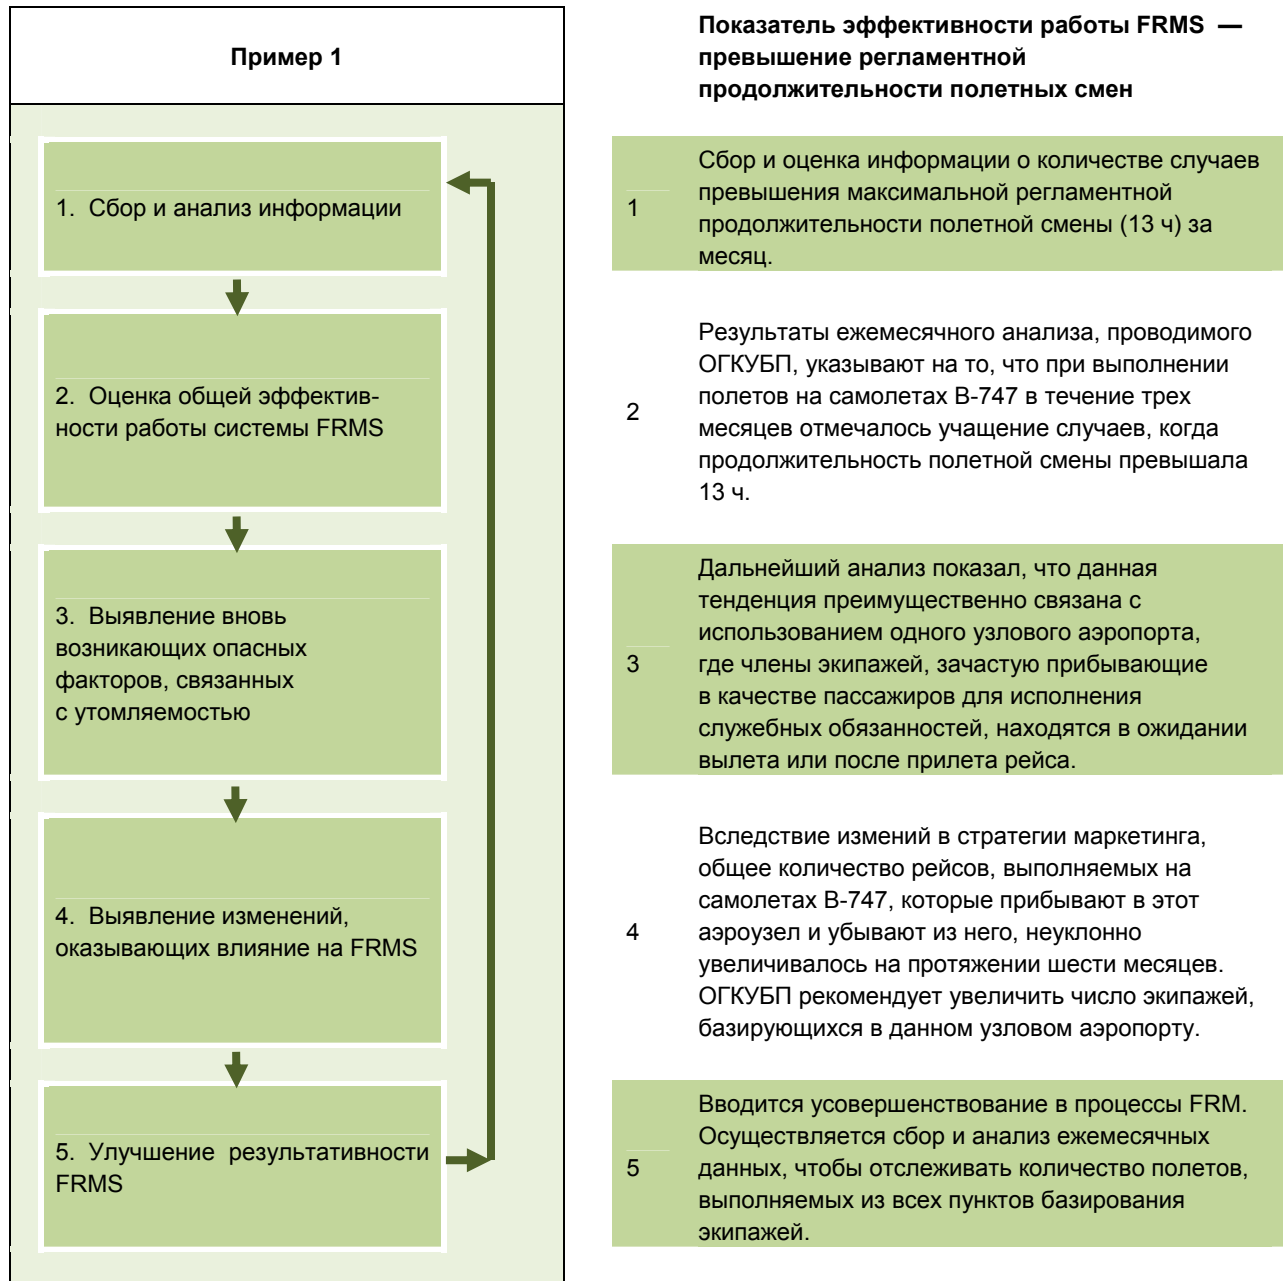 Пример 1
Показатель эффективности работы FRMS —
превышение регламентной
продолжительности полетных смен
1. Сбор и анализ информации
1
Сбор и оценка информации о количестве случаев
превышения максимальной регламентной
продолжительности полетной смены (13 ч) за
месяц.
2. Оценка общей эффектив-
ности работы системы FRMS
2
Результаты ежемесячного анализа, проводимого
ОГКУБП, указывают на то, что при выполнении
полетов на самолетах В-747 в течение трех
месяцев отмечалось учащение случаев, когда
продолжительность полетной смены превышала
13 ч.
3. Выявление вновь
возникающих опасных
факторов, связанных
с утомляемостью
3
Дальнейший анализ показал, что данная
тенденция преимущественно связана с
использованием одного узлового аэропорта,
где члены экипажей, зачастую прибывающие
в качестве пассажиров для исполнения
служебных обязанностей, находятся в ожидании
вылета или после прилета рейса.
4. Выявление изменений,
оказывающих влияние на FRMS
4
Вследствие измений в стратегии маркетинга,
общее количество рейсов, выполняемых на
самолетах В-747, которые прибывают в этот
аэроузел и убывают из него, неуклонно
увеличивалось на протяжении шести месяцев.
ОГКУБП рекомендует увеличить число экипажей,
базирующихся в данном узловом аэропорту.
5. Улучшение результативности
FRMS
5
Вводится усовершенствование в процессы FRM.
Осуществляется сбор и анализ ежемесячных
данных, чтобы отслеживать количество полетов,
выполняемых из всех пунктов базирования
экипажей.